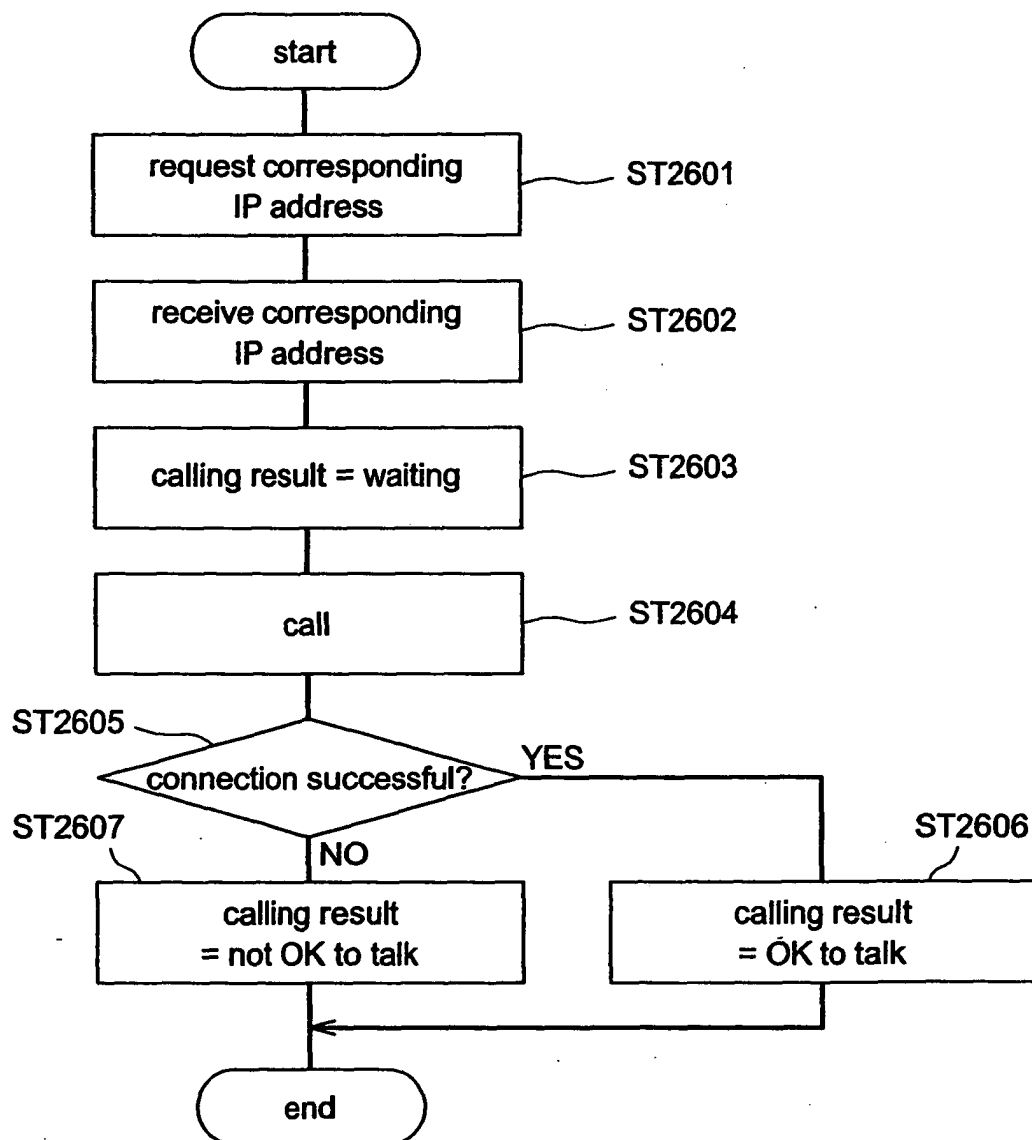 start
request corresponding
IP address
ST2601
receive corresponding
IP address
ST2602
calling result = waiting
ST2603
call
ST2604
ST2605
connection successful?
YES
NO
ST2607
calling result
= not OK to talk
ST2606
calling result
= OK to talk
end